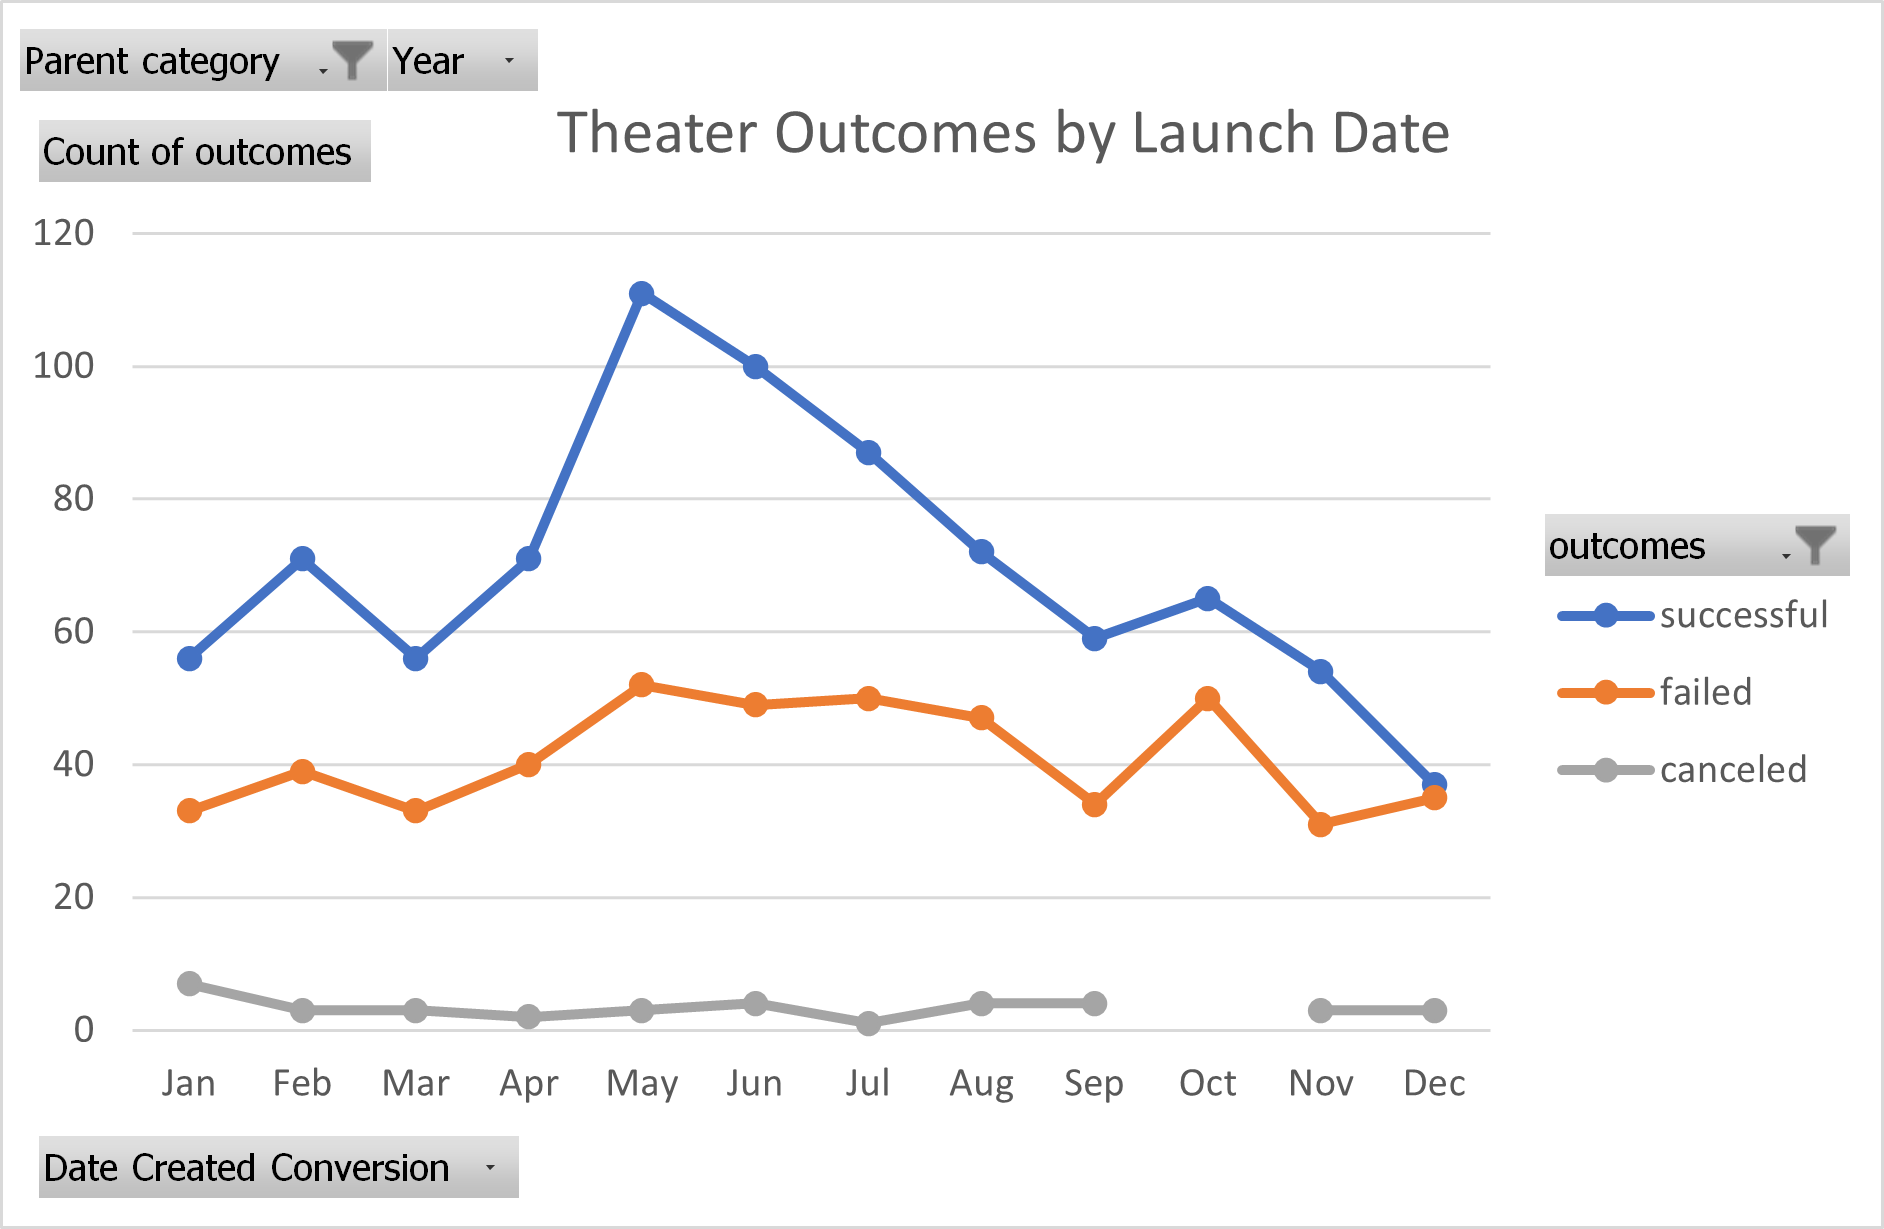 Parent category Year
Count of outcomes
Theater Outcomes by Launch Date
120
100
80
60
40
20
0
Jan Feb Mar Apr May Jun Jul Aug Sep Oct Nov Dec
outcomes
successful
failed
canceled
Date Created Conversion